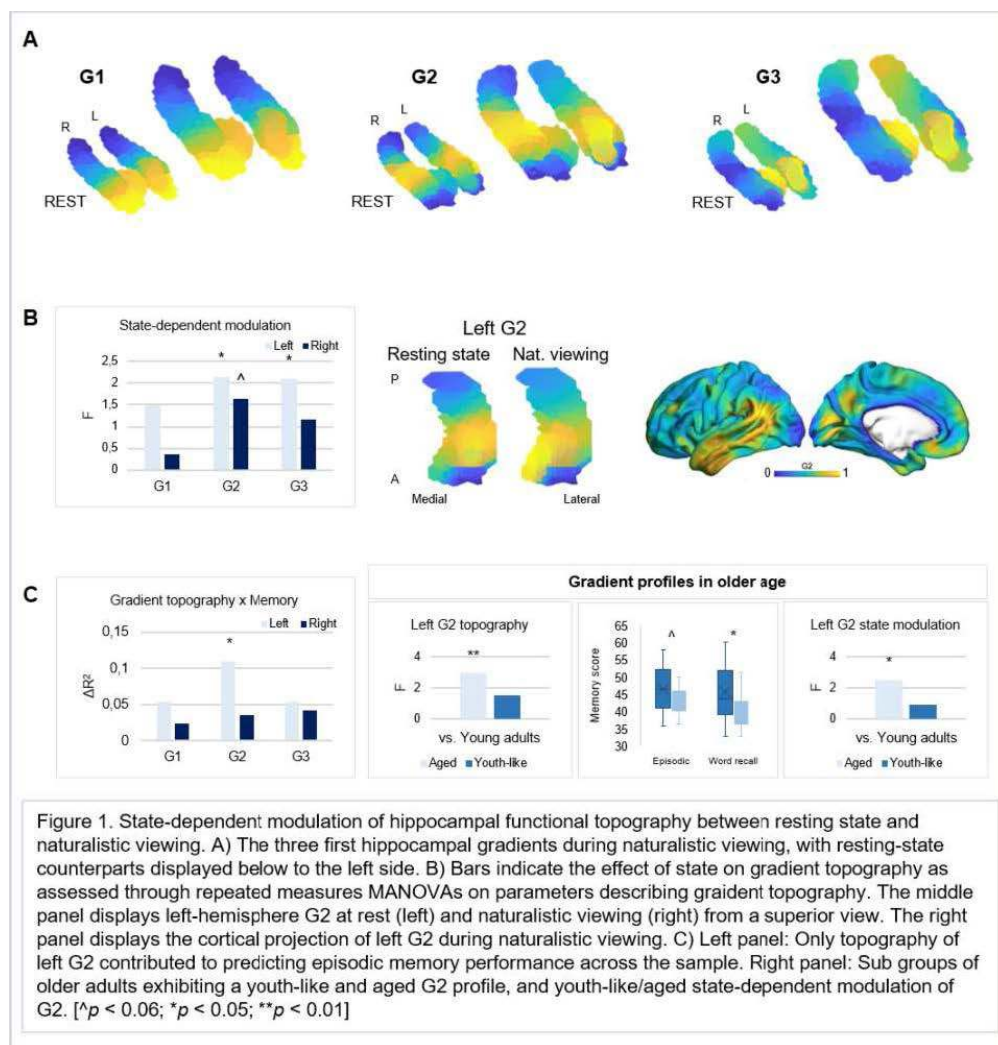 A
G1
G2
G3
R
L
REST
R
L
REST
R
L
REST
B
State-dependent modulation
Left Right
2,5
2
1,5
1
0,5
0
F
* ^ *
G1 G2 G3
Left G2
Resting state Nat. viewing
P
A
Medial Lateral
G2
0 1
C
Gradient topography x Memory
Left Right
0,15
0,1
0,05
0
ΔR²
*
G1 G2 G3
Gradient profiles in older age
Left G2 topography
4
2
0
F
**
vs. Young adults
Aged Youth-like
65
60
55
50
45
40
35
30
Memory score
^ *
Episodic Word recall
Left G2 state modulation
4
2
0
F
*
vs. Young adults
Aged Youth-like
Figure 1. State-dependent modulation of hippocampal functional topography between resting state and
naturalistic viewing. A) The three first hippocampal gradients during naturalistic viewing, with resting-state
counterparts displayed below to the left side. B) Bars indicate the effect of state on gradient topography as
assessed through repeated measures MANOVAs on parameters describing graident topography. The middle
panel displays left-hemisphere G2 at rest (left) and naturalistic viewing (right) from a superior view. The right
panel displays the cortical projection of left G2 during naturalistic viewing. C) Left panel: Only topography of
left G2 contributed to predicting episodic memory performance across the sample. Right panel: Sub groups of
older adults exhibiting a youth-like and aged G2 profile, and youth-like/aged state-dependent modulation of
G2. [^p < 0.06; *p < 0.05; **p < 0.01]